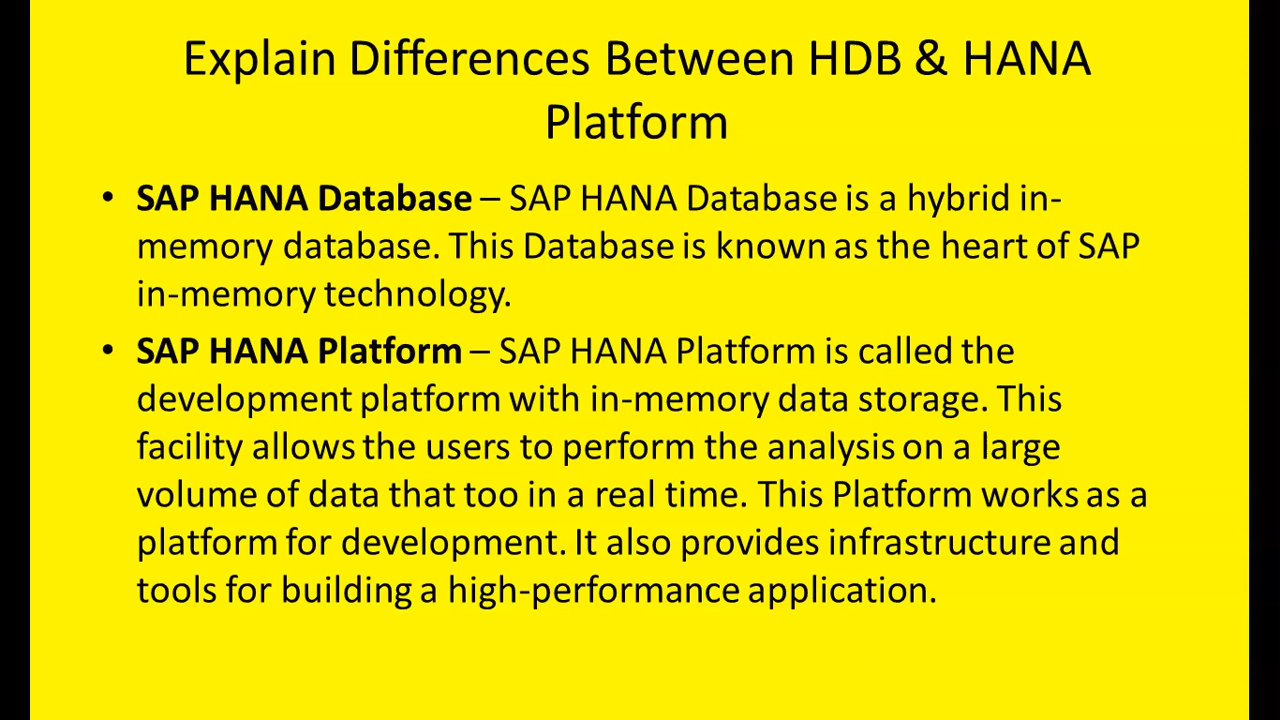 Explain Differences Between HDB & HANA
Platform
• SAP HANA Database – SAP HANA Database is a hybrid in-
memory database. This Database is known as the heart of SAP
in-memory technology.
• SAP HANA Platform – SAP HANA Platform is called the
development platform with in-memory data storage. This
facility allows the users to perform the analysis on a large
volume of data that too in a real time. This Platform works as a
platform for development. It also provides infrastructure and
tools for building a high-performance application.